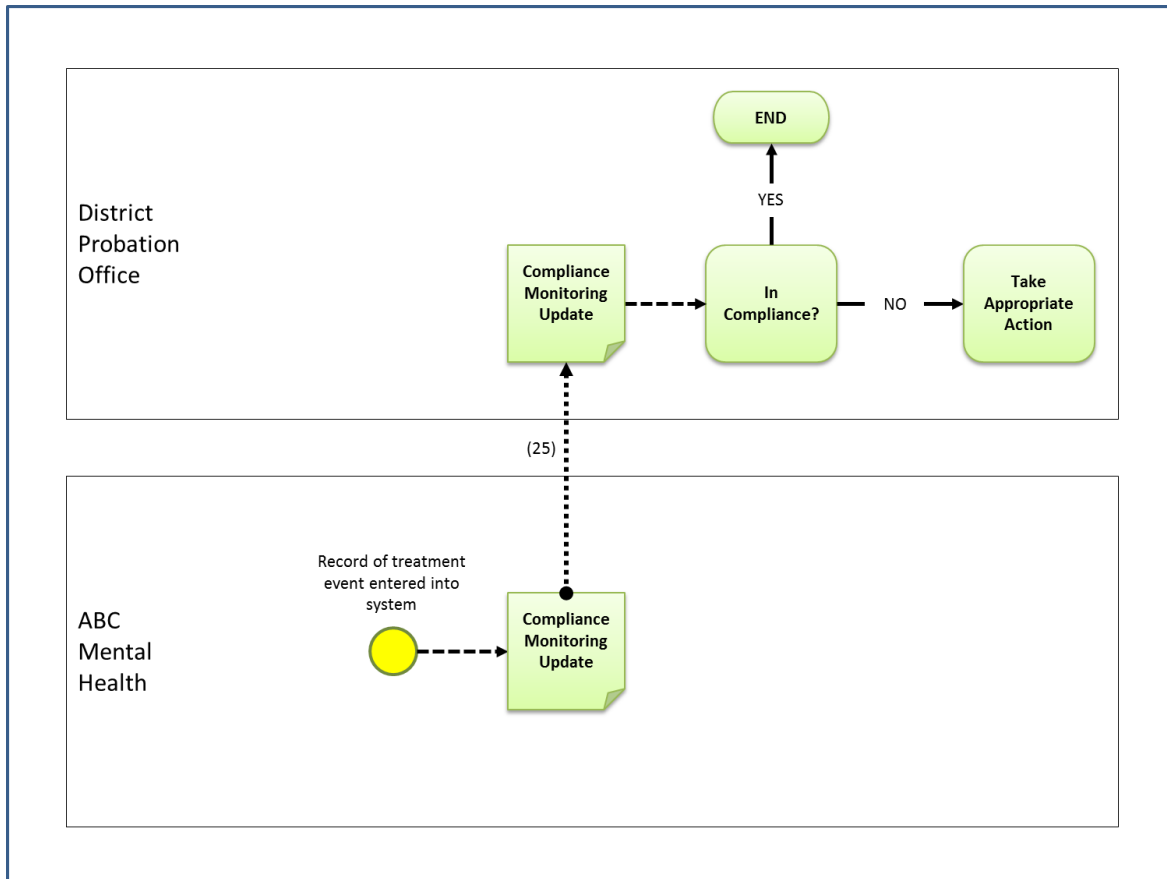 END
YES
District
Probation
Office
Compliance
Monitoring
Update
In
Compliance?
NO
Take
Appropriate
Action
(25)
Record of treatment
event entered into
system
ABC
Mental
Health
Compliance
Monitoring
Update